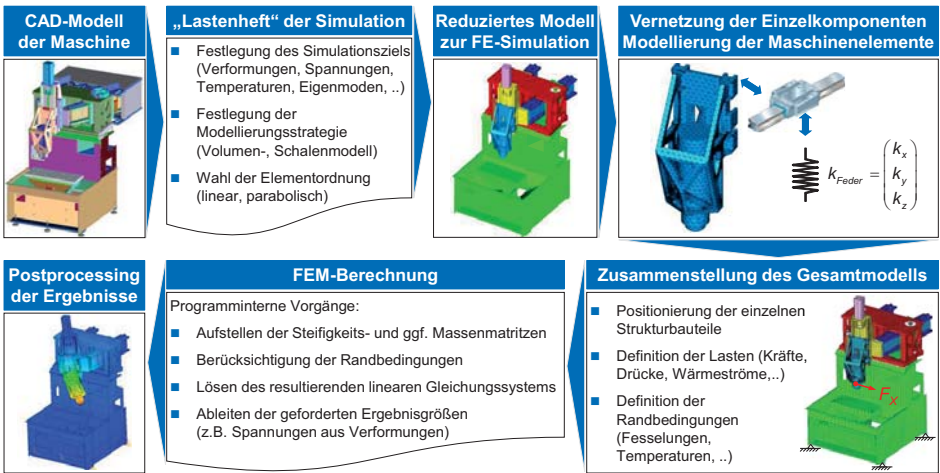 CAD-Modell
der Maschine
„Lastenheft“ der Simulation
■ Festlegung des Simulationsziels
(Verformungen, Spannungen,
Temperaturen, Eigenmoden, ..)
■ Festlegung der
Modellierungsstrategie
(Volumen-, Schalenmodell)
■ Wahl der Elementordnung
(linear, parabolisch)
Reduziertes Modell
zur FE-Simulation
Vernetzung der Einzelkomponenten
Modellierung der Maschinenelemente
k_Feder = (k_x
k_y
k_z)
Zusammenstellung des Gesamtmodells
■ Positionierung der einzelnen
Strukturbauteile
■ Definition der Lasten (Kräfte,
Drücke, Wärmeströme,..)
■ Definition der
Randbedingungen
(Fesselungen,
Temperaturen, ..)
F_x
FEM-Berechnung
Programminterne Vorgänge:
■ Aufstellen der Steifigkeits- und ggf. Massenmatritzen
■ Berücksichtigung der Randbedingungen
■ Lösen des resultierenden linearen Gleichungssystems
■ Ableiten der geforderten Ergebnisgrößen
(z.B. Spannungen aus Verformungen)
Postprocessing
der Ergebnisse